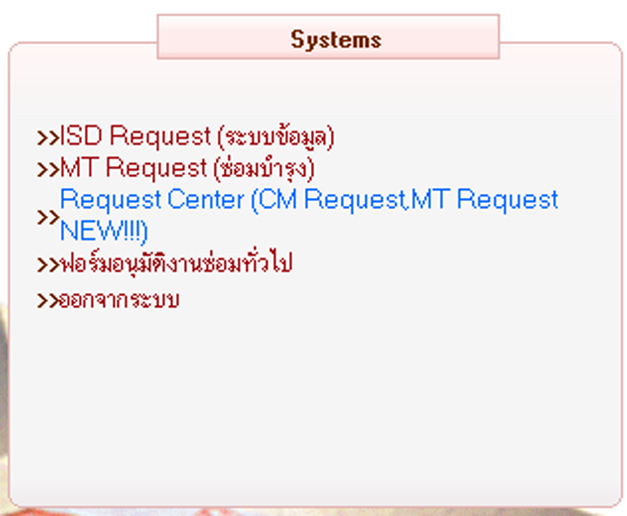 Systems
>>ISD Request (ระบบข้อมูล)
>>MT Request (ซ่อมบำรุง)
>>Request Center (CM Request,MT Request
NEW!!!)
>>ฟอร์มอนุมัติงานซ่อมทั่วไป
>>ออกจากระบบ